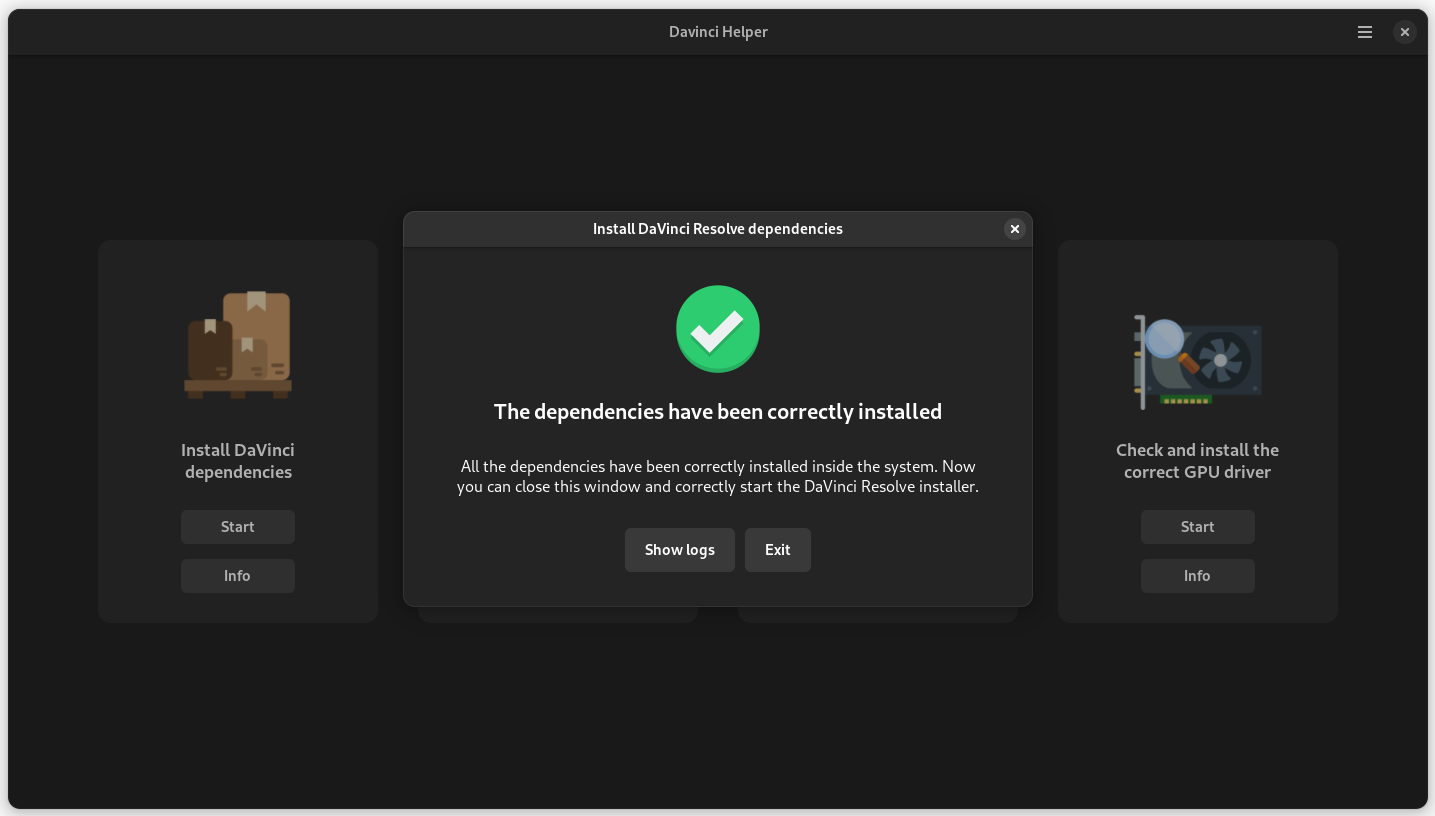 Davinci Helper
Install DaVinci Resolve dependencies
The dependencies have been correctly installed
All the dependencies have been correctly installed inside the system. Now
you can close this window and correctly start the DaVinci Resolve installer.
Show logs
Exit
Install DaVinci
dependencies
Start
Info
Check and install the
correct GPU driver
Start
Info